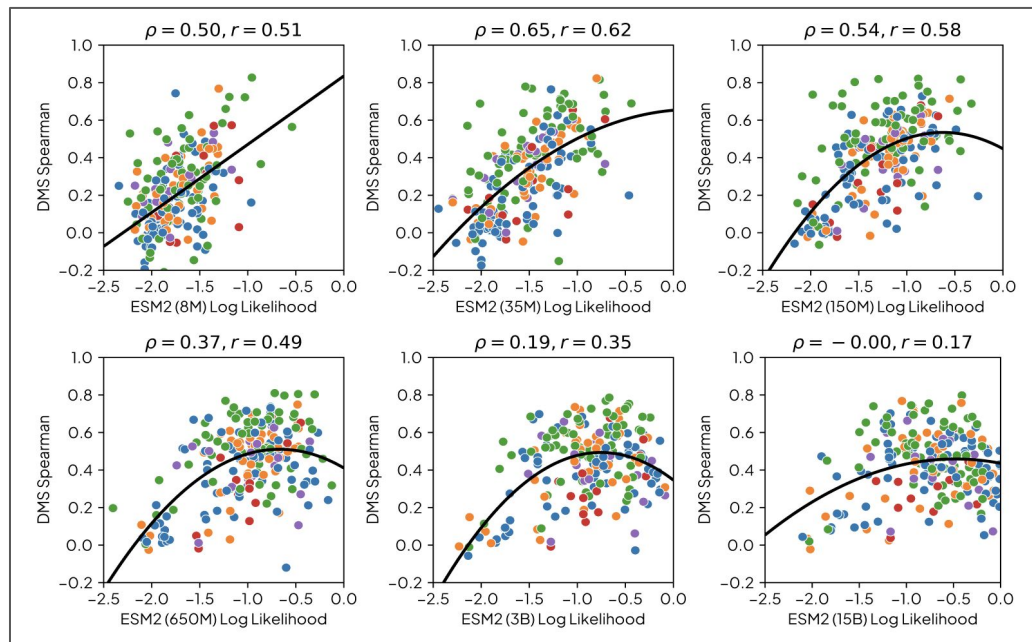 ρ = 0.50, r = 0.51
1.0
0.8
0.6
0.4
0.2
0.0
−0.2
DMS Spearman
−2.5 −2.0 −1.5 −1.0 −0.5 0.0
ESM2 (8M) Log Likelihood
ρ = 0.65, r = 0.62
1.0
0.8
0.6
0.4
0.2
0.0
−0.2
DMS Spearman
−2.5 −2.0 −1.5 −1.0 −0.5 0.0
ESM2 (35M) Log Likelihood
ρ = 0.54, r = 0.58
1.0
0.8
0.6
0.4
0.2
0.0
−0.2
DMS Spearman
−2.5 −2.0 −1.5 −1.0 −0.5 0.0
ESM2 (150M) Log Likelihood
ρ = 0.37, r = 0.49
1.0
0.8
0.6
0.4
0.2
0.0
−0.2
DMS Spearman
−2.5 −2.0 −1.5 −1.0 −0.5 0.0
ESM2 (650M) Log Likelihood
ρ = 0.19, r = 0.35
1.0
0.8
0.6
0.4
0.2
0.0
−0.2
DMS Spearman
−2.5 −2.0 −1.5 −1.0 −0.5 0.0
ESM2 (3B) Log Likelihood
ρ = −0.00, r = 0.17
1.0
0.8
0.6
0.4
0.2
0.0
−0.2
DMS Spearman
−2.5 −2.0 −1.5 −1.0 −0.5 0.0
ESM2 (15B) Log Likelihood